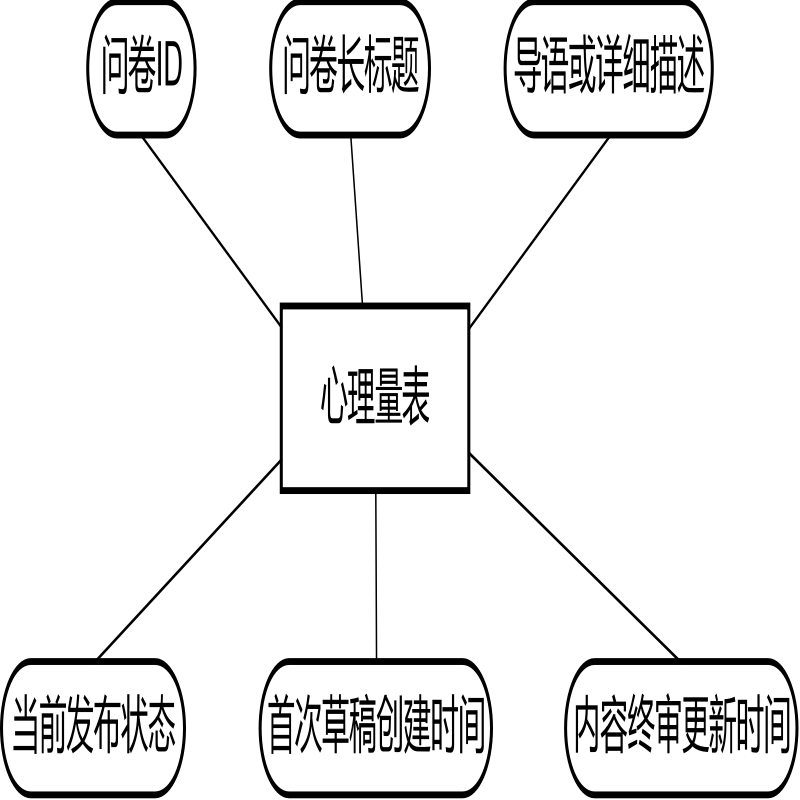 问卷ID
问卷长标题
导语或详细描述
心理量表
当前发布状态
首次草稿创建时间
内容终审更新时间